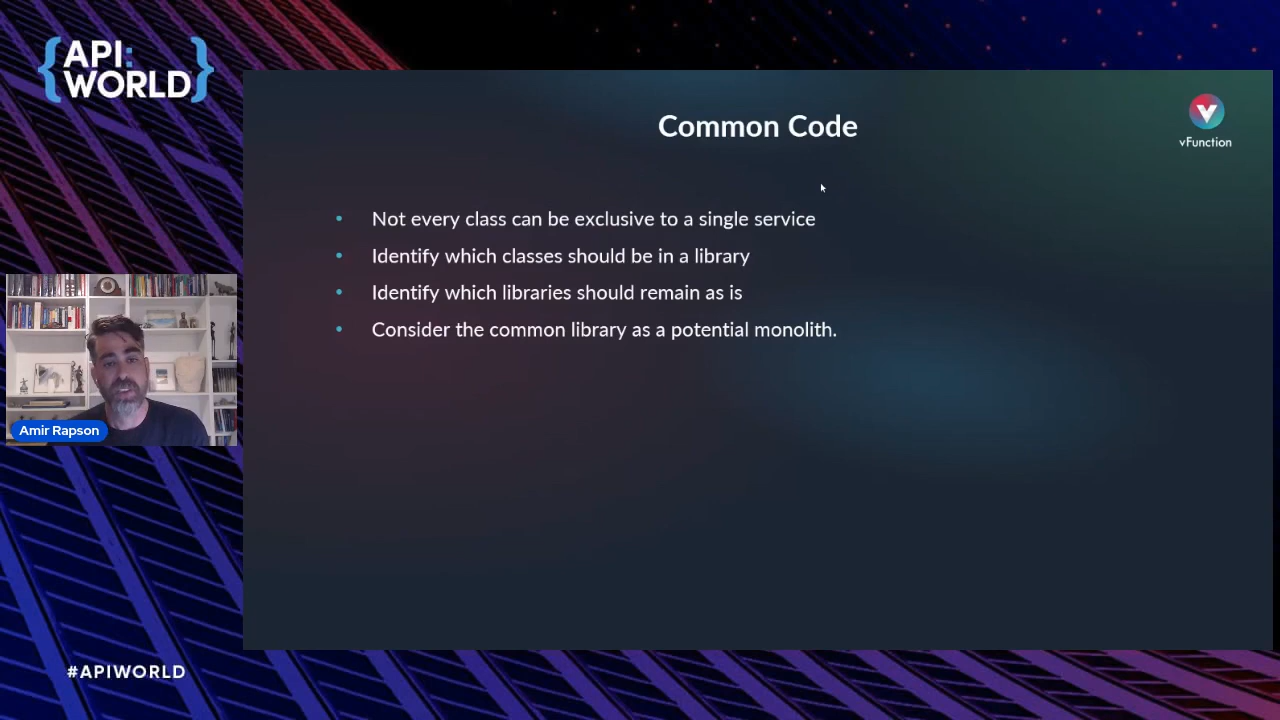 {API:
WORLD}
Common Code
vFunction
• Not every class can be exclusive to a single service
• Identify which classes should be in a library
• Identify which libraries should remain as is
• Consider the common library as a potential monolith.
Amir Rapson
#APIWORLD